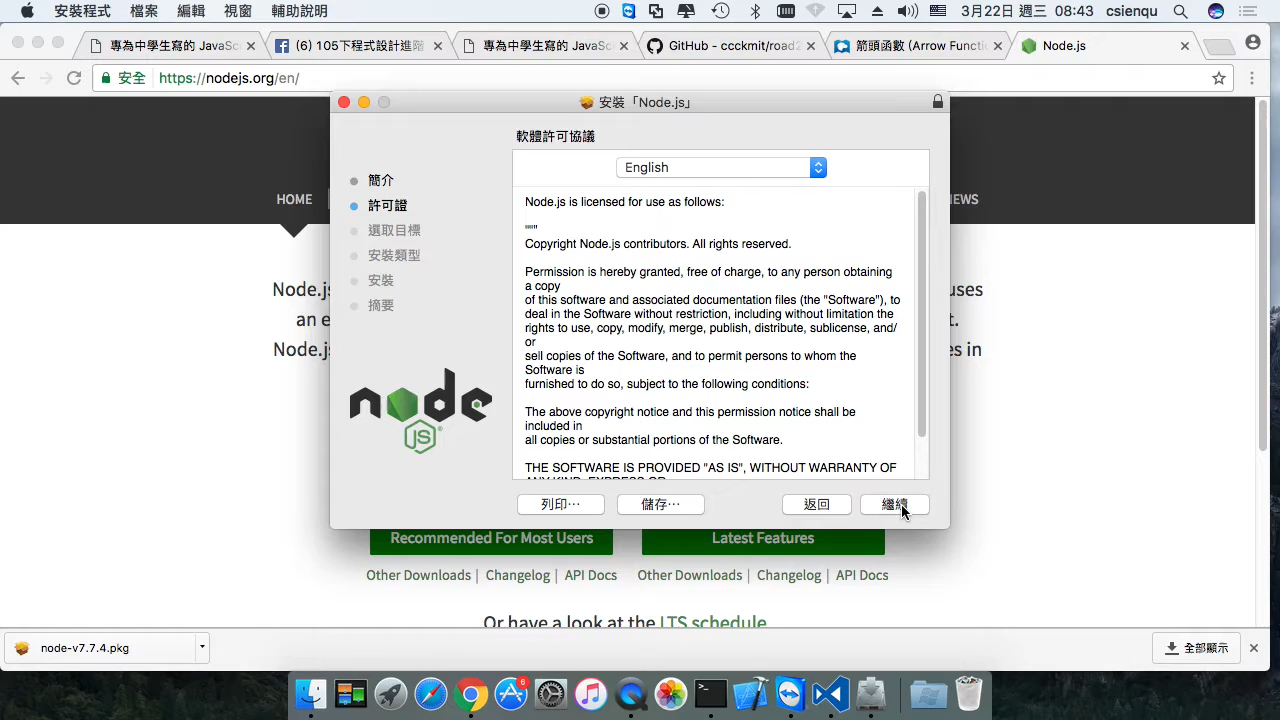 安裝程式 檔案 編輯 視窗 輔助說明 3月22日 週三 08:43 csienqu
專為中學生寫的 JavaSc
(6) 105下程式設計進階
專為中學生寫的 JavaSc
GitHub - ccckmit/road2
箭頭函數 (Arrow Functi
Node.js
安全 https://nodejs.org/en/
安裝「Node.js」
HOME
NEWS
Node.js
uses
an e
t.
Node.js
es in
簡介
許可證
選取目標
安裝類型
安裝
摘要
node
JS
軟體許可協議
English
Node.js is licensed for use as follows:
"""
Copyright Node.js contributors. All rights reserved.
Permission is hereby granted, free of charge, to any person obtaining
a copy
of this software and associated documentation files (the "Software"), to
deal in the Software without restriction, including without limitation the
rights to use, copy, modify, merge, publish, distribute, sublicense, and/
or
sell copies of the Software, and to permit persons to whom the
Software is
furnished to do so, subject to the following conditions:
The above copyright notice and this permission notice shall be
included in
all copies or substantial portions of the Software.
THE SOFTWARE IS PROVIDED "AS IS", WITHOUT WARRANTY OF
ANY KIND, EXPRESS OR
列印⋯ 儲存⋯ 返回 繼續
Recommended For Most Users
Latest Features
Other Downloads | Changelog | API Docs
Other Downloads | Changelog | API Docs
Or have a look at the LTS schedule
node-v7.7.4.pkg
全部顯示
6